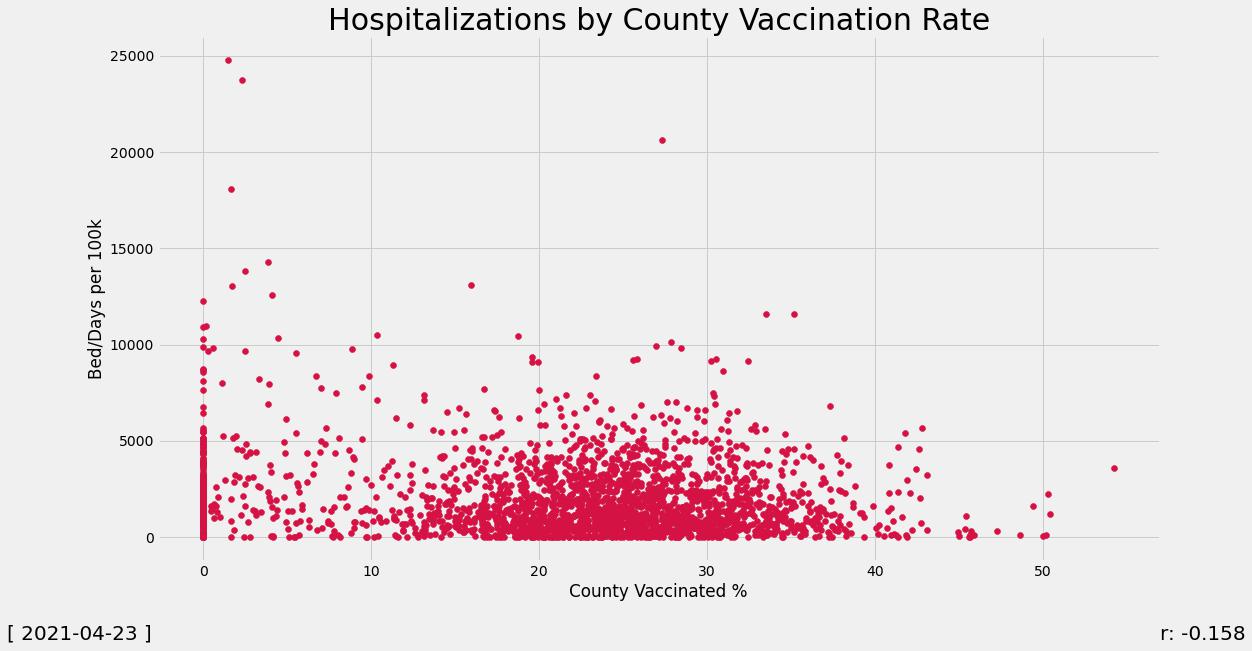 Hospitalizations by County Vaccination Rate
25000
20000
15000
10000
5000
0
Bed/Days per 100k
0 10 20 30 40 50
County Vaccinated %
[ 2021-04-23 ]
r: -0.158